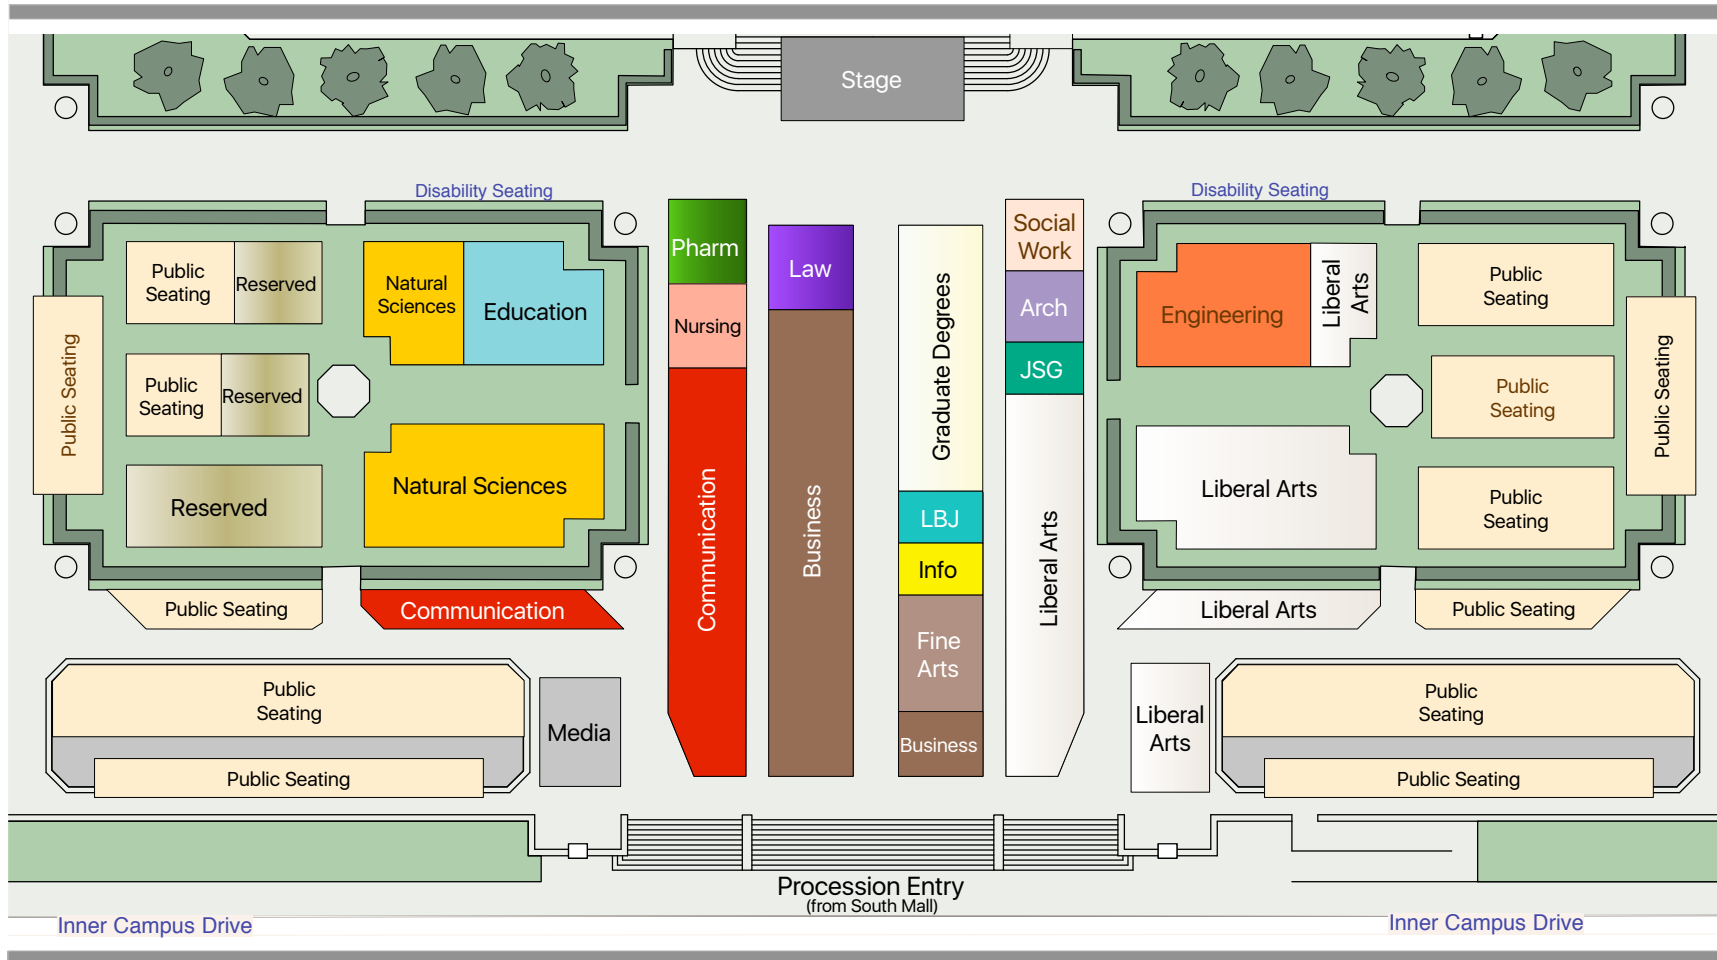 Stage
Disability Seating
Disability Seating
Public
Seating
Reserved
Natural
Sciences
Education
Pharm
Law
Graduate Degrees
Social
Work
Arch
Engineering
Liberal
Arts
Public
Seating
Public Seating
Public
Seating
Reserved
Nursing
JSG
Public
Seating
Public Seating
Reserved
Natural Sciences
Communication
Business
LBJ
Info
Liberal Arts
Liberal Arts
Public
Seating
Public Seating
Communication
Fine
Arts
Liberal Arts
Public Seating
Public
Seating
Media
Business
Liberal
Arts
Public
Seating
Public Seating
Public Seating
Procession Entry
(from South Mall)
Inner Campus Drive
Inner Campus Drive